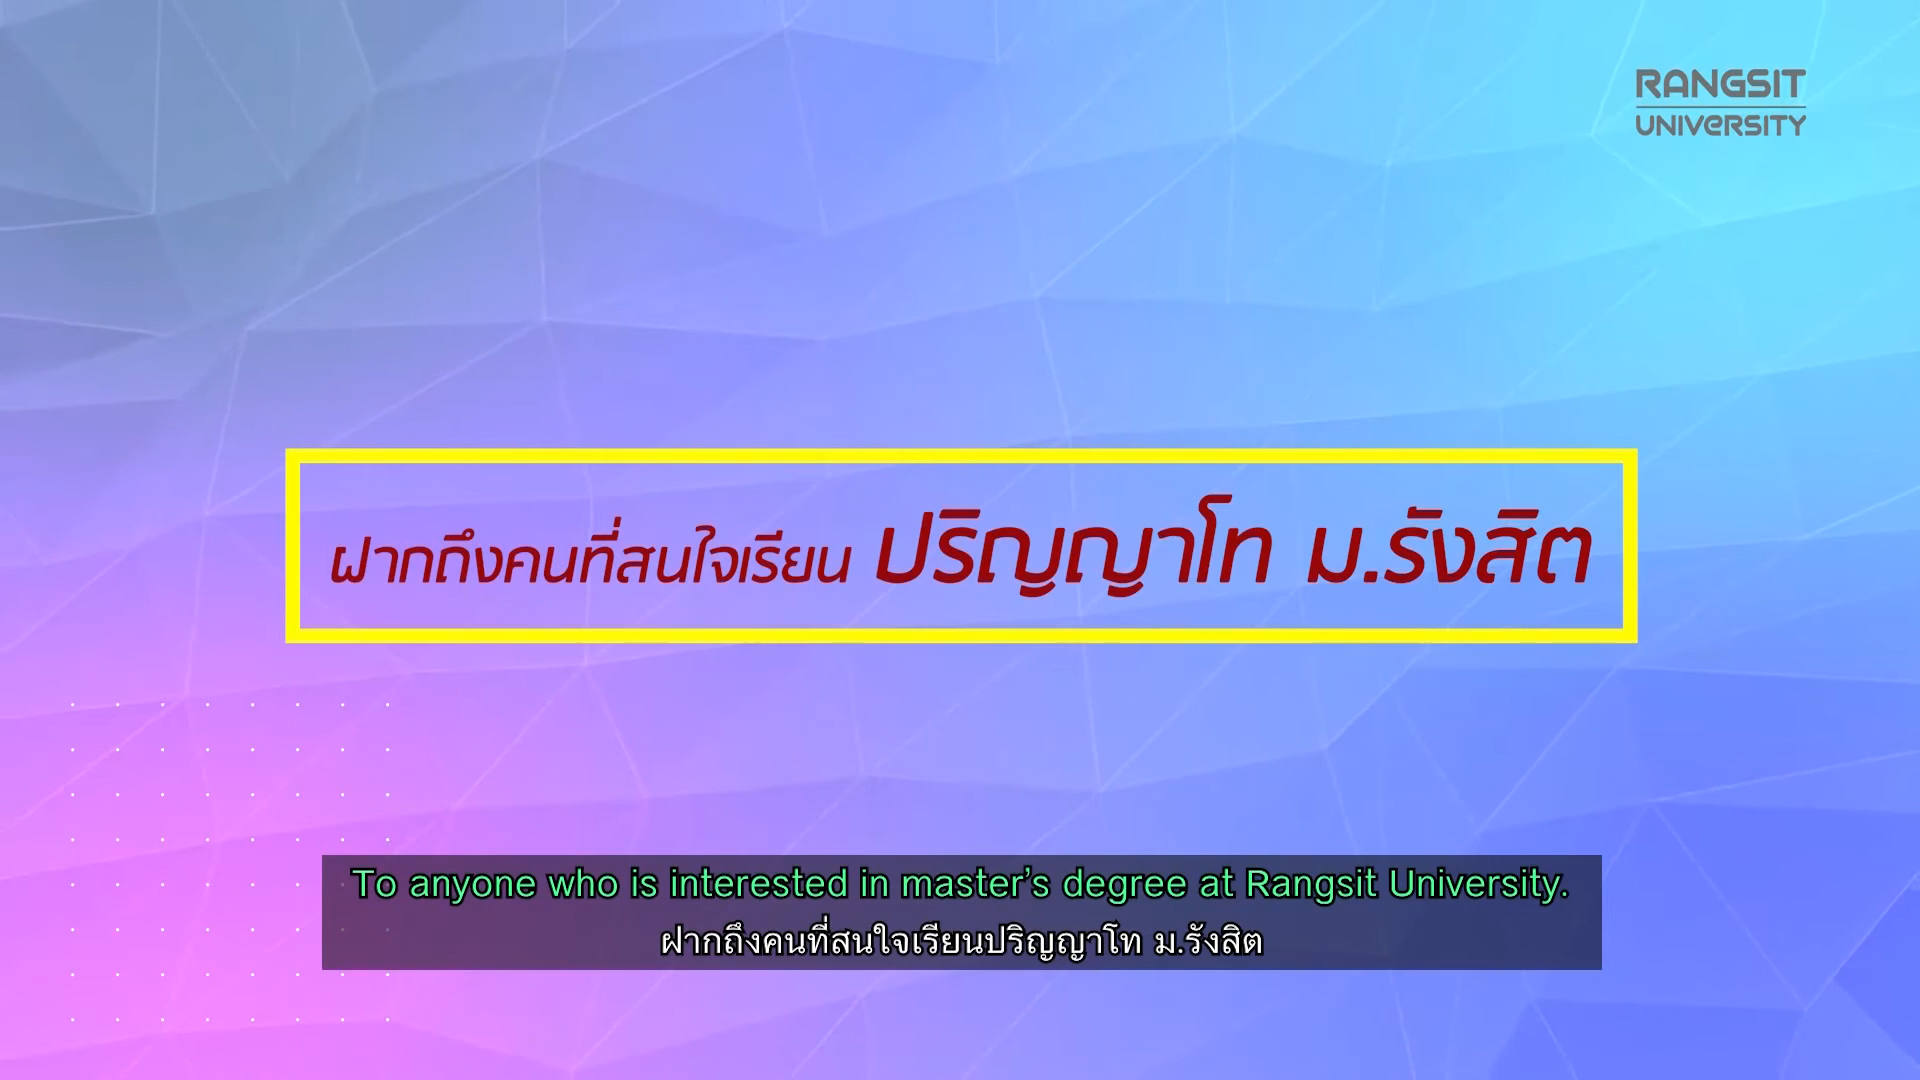 RANGSIT
UNIVERSITY
ฝากถึงคนที่สนใจเรียน ปริญญาโท ม.รังสิต
To anyone who is interested in master’s degree at Rangsit University.
ฝากถึงคนที่สนใจเรียนปริญญาโท ม.รังสิต